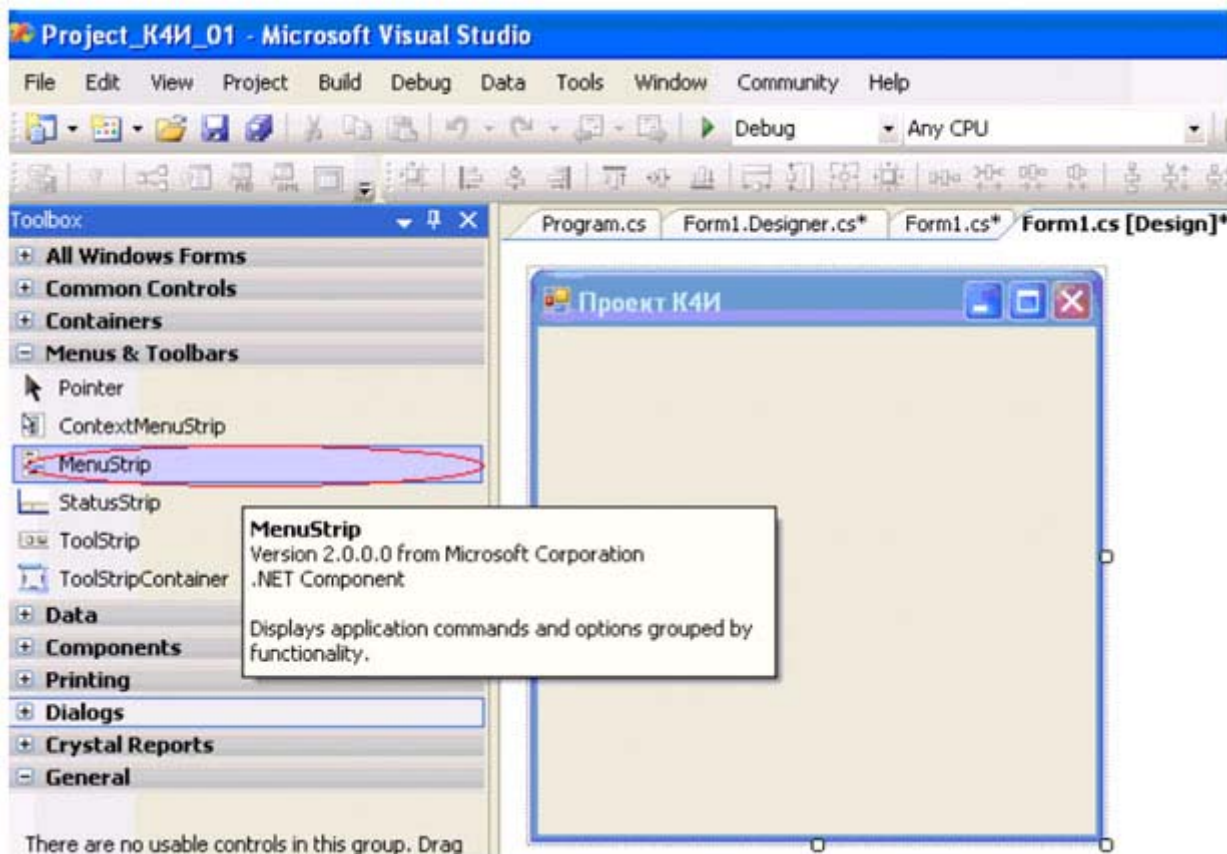 Project_К4И_01 - Microsoft Visual Studio
File Edit View Project Build Debug Data Tools Window Community Help
Debug Any CPU
Toolbox
Program.cs Form1.Designer.cs* Form1.cs* Form1.cs [Design]*
All Windows Forms
Common Controls
Containers
Menus & Toolbars
Pointer
ContextMenuStrip
MenuStrip
StatusStrip
ToolStrip
ToolStripContainer
Data
Components
Printing
Dialogs
Crystal Reports
General
There are no usable controls in this group. Drag
Проект К4И
MenuStrip
Version 2.0.0.0 from Microsoft Corporation
.NET Component
Displays application commands and options grouped by
functionality.